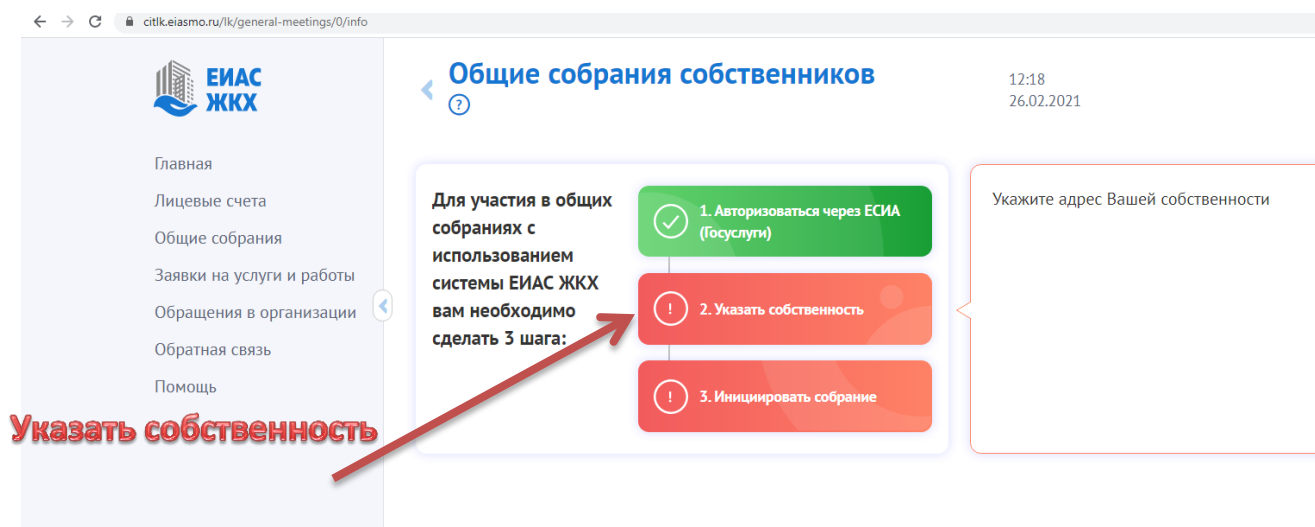 citlk.eiasmo.ru/lk/general-meetings/0/info
ЕИАС
ЖКХ
Общие собрания собственников
?
12:18
26.02.2021
Главная
Лицевые счета
Общие собрания
Заявки на услуги и работы
Обращения в организации
Обратная связь
Помощь
Указать собственность
Для участия в общих
собраниях с
использованием
системы ЕИАС ЖКХ
вам необходимо
сделать 3 шага:
1. Авторизоваться через ЕСИА
(Госуслуги)
! 2. Указать собственность
! 3. Инициировать собрание
Укажите адрес Вашей собственности